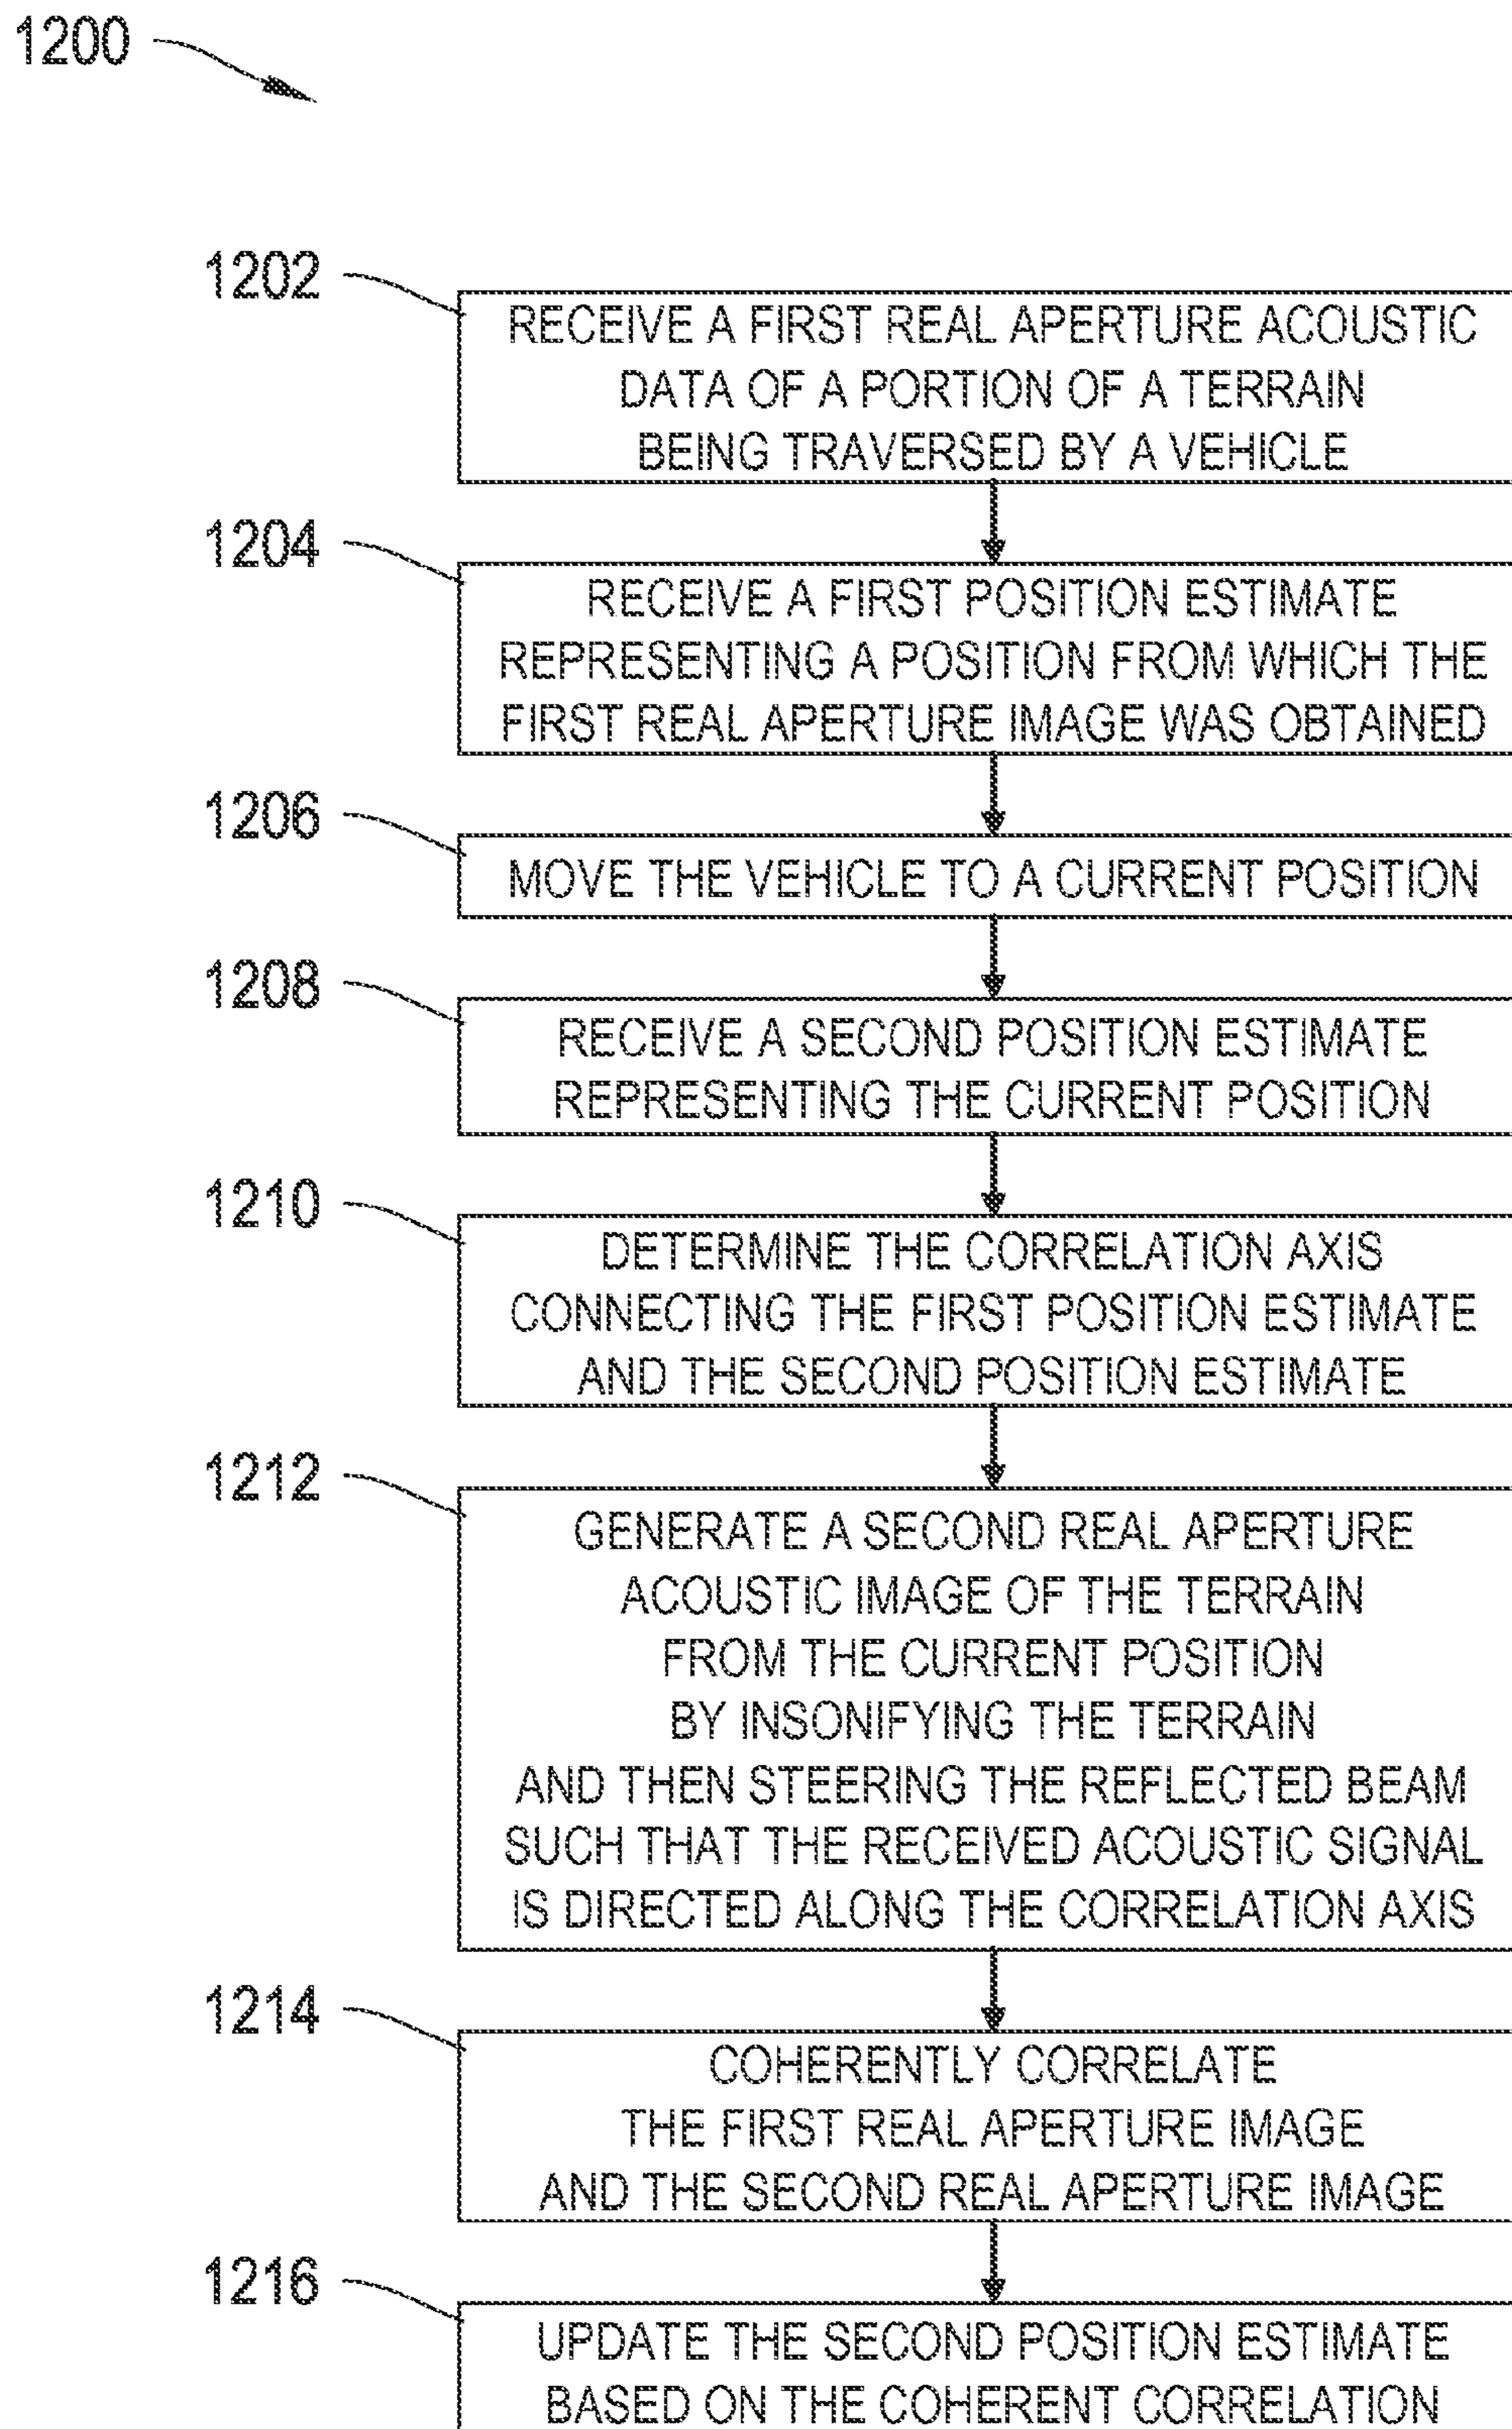 1200
1202
RECEIVE A FIRST REAL APERTURE ACOUSTIC
DATA OF A PORTION OF A TERRAIN
BEING TRAVERSED BY A VEHICLE
1204
RECEIVE A FIRST POSITION ESTIMATE
REPRESENTING A POSITION FROM WHICH THE
FIRST REAL APERTURE IMAGE WAS OBTAINED
1206
MOVE THE VEHICLE TO A CURRENT POSITION
1208
RECEIVE A SECOND POSITION ESTIMATE
REPRESENTING THE CURRENT POSITION
1210
DETERMINE THE CORRELATION AXIS
CONNECTING THE FIRST POSITION ESTIMATE
AND THE SECOND POSITION ESTIMATE
1212
GENERATE A SECOND REAL APERTURE
ACOUSTIC IMAGE OF THE TERRAIN
FROM THE CURRENT POSITION
BY INSONIFYING THE TERRAIN
AND THEN STEERING THE REFLECTED BEAM
SUCH THAT THE RECEIVED ACOUSTIC SIGNAL
IS DIRECTED ALONG THE CORRELATION AXIS
1214
COHERENTLY CORRELATE
THE FIRST REAL APERTURE IMAGE
AND THE SECOND REAL APERTURE IMAGE
1216
UPDATE THE SECOND POSITION ESTIMATE
BASED ON THE COHERENT CORRELATION